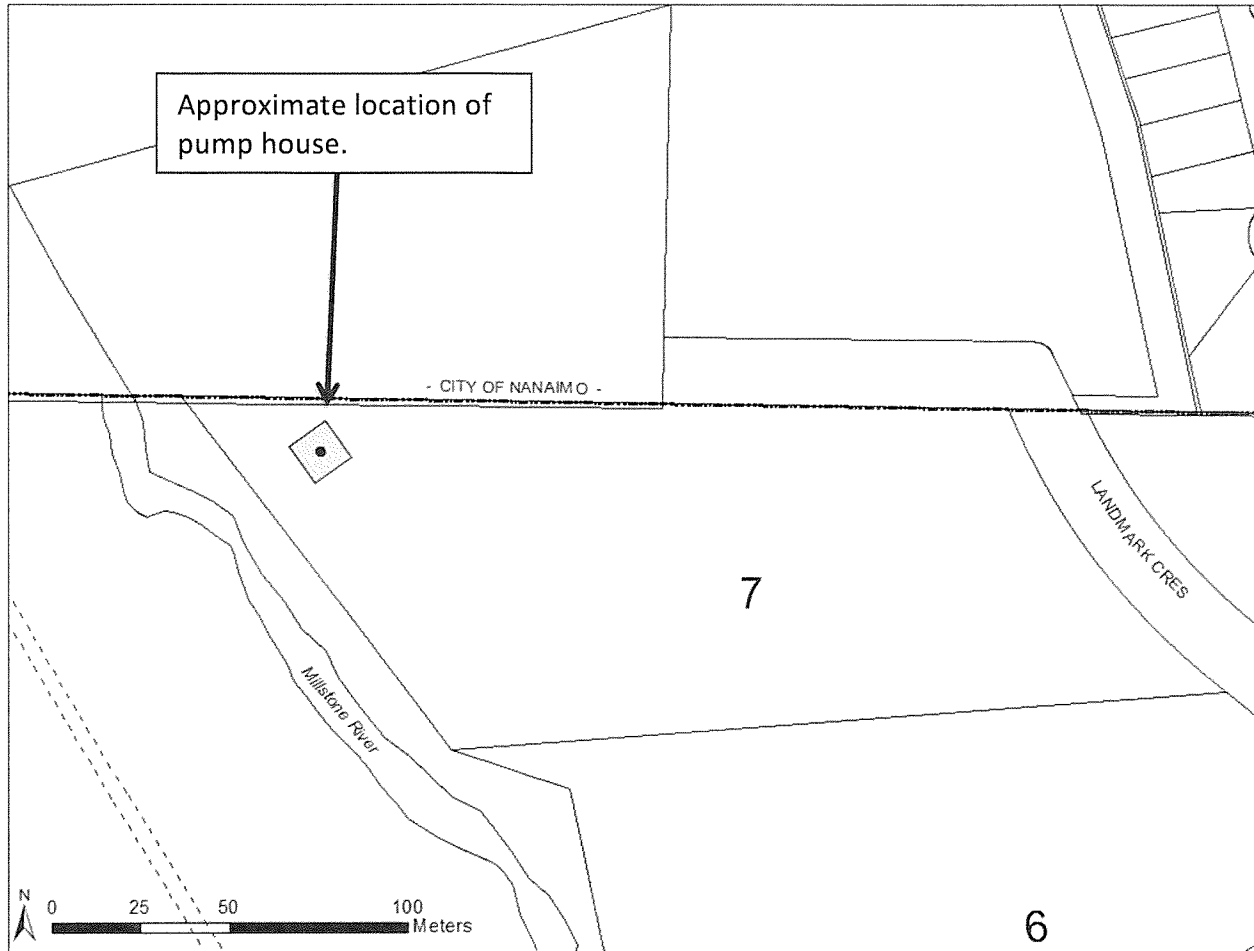 Approximate location of
pump house.
- CITY OF NANAIMO -
LANDMARK CRES
7
Millstone River
N
0 25 50 100
Meters
6